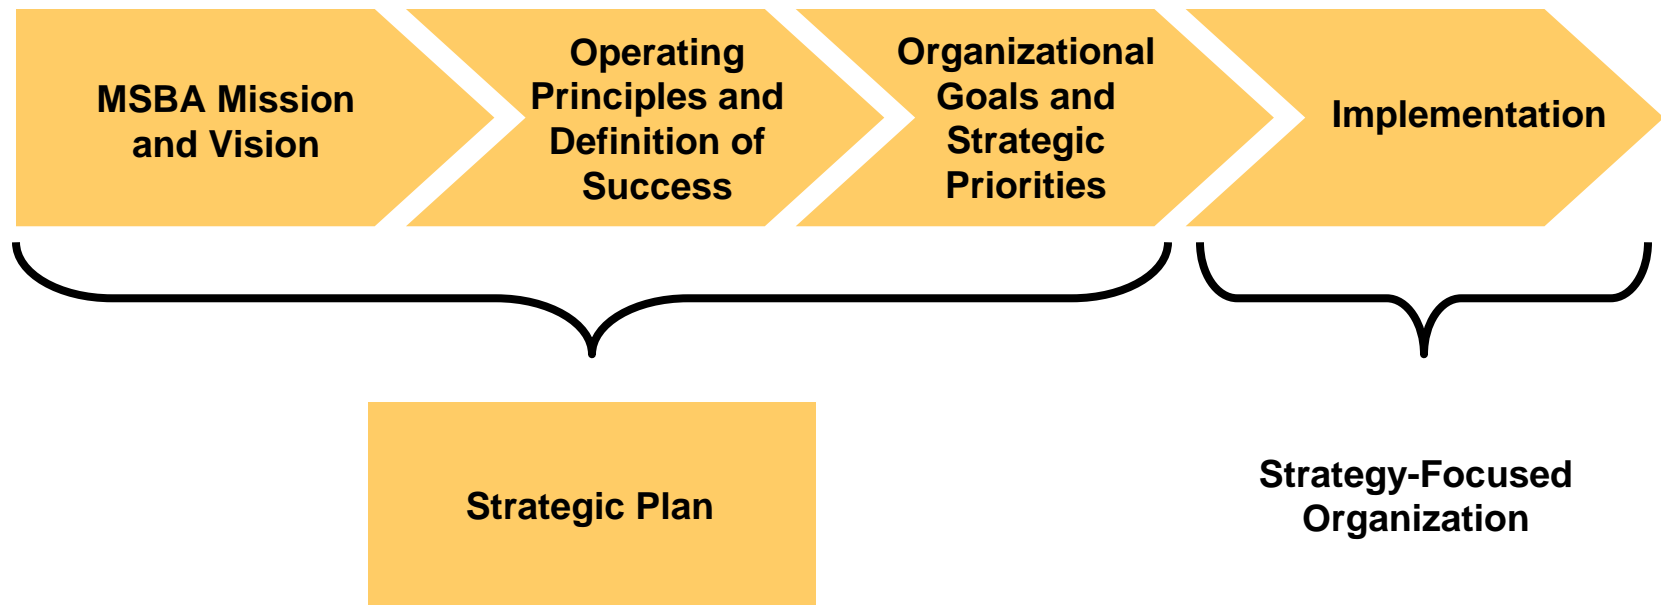 MSBA Mission
and Vision
Operating
Principles and
Definition of
Success
Organizational
Goals and
Strategic
Priorities
Implementation
Strategic Plan
Strategy-Focused
Organization